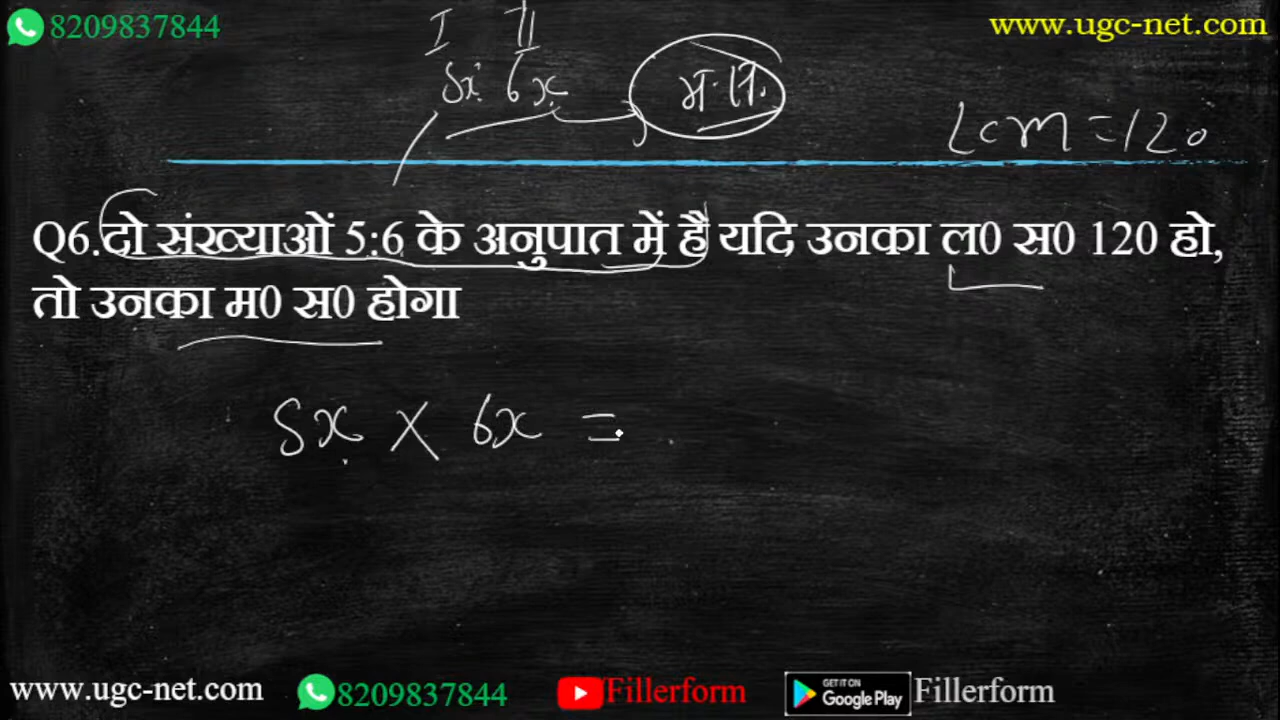 8209837844
www.ugc-net.com
I II
5x 6x म.स.
LCM = 120
Q6.दो संख्याओं 5:6 के अनुपात में है यदि उनका ल0 स0 120 हो,
तो उनका म0 स0 होगा
5x × 6x =
www.ugc-net.com 8209837844 Fillerform GET IT ON Google Play Fillerform